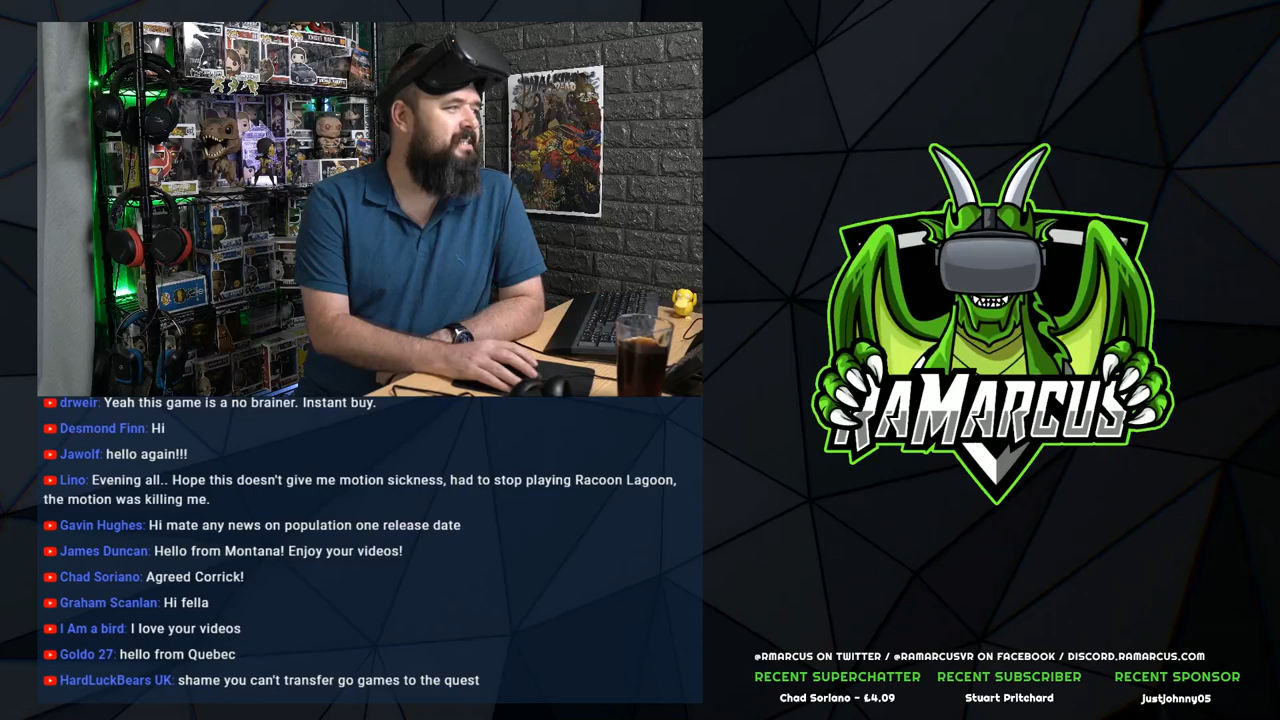 KNIGHT RIDER
drweir: Yeah this game is a no brainer. Instant buy.
Desmond Finn: Hi
Jawolf: hello again!!!
Lino: Evening all.. Hope this doesn't give me motion sickness, had to stop playing Racoon Lagoon,
the motion was killing me.
Gavin Hughes: Hi mate any news on population one release date
James Duncan: Hello from Montana! Enjoy your videos!
Chad Soriano: Agreed Corrick!
Graham Scanlan: Hi fella
I Am a bird: I love your videos
Goldo 27: hello from Quebec
HardLuckBears UK: shame you can't transfer go games to the quest
RAMARCUS
@RMARCUS ON TWITTER / @RAMARCUSVR ON FACEBOOK / DISCORD.RAMARCUS.COM
RECENT SUPERCHATTER RECENT SUBSCRIBER RECENT SPONSOR
Chad Soriano - £4.09 Stuart Pritchard justjohnny05